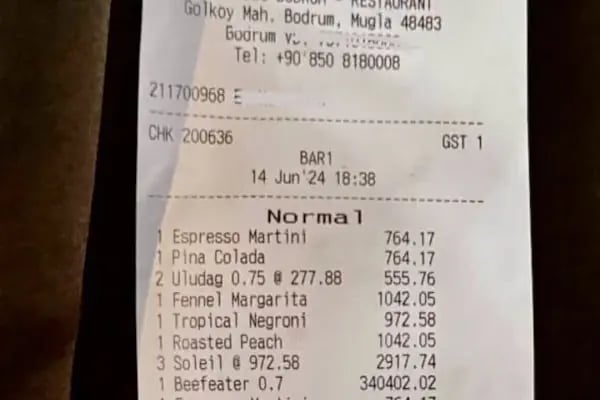 RESTAURANT
Golkoy Mah. Bodrum, Mugla 48483
Bodrum
Tel: +90 850 8180008
211700968 E
CHK 200636 GST 1
BAR1
14 Jun'24 18:38
Normal
1 Espresso Martini 764.17
1 Pina Colada 764.17
2 Uludag 0.75 @ 277.88 555.76
1 Fennel Margarita 1042.05
1 Tropical Negroni 972.58
1 Roasted Peach 1042.05
3 Soleil @ 972.58 2917.74
1 Beefeater 0.7 340402.02